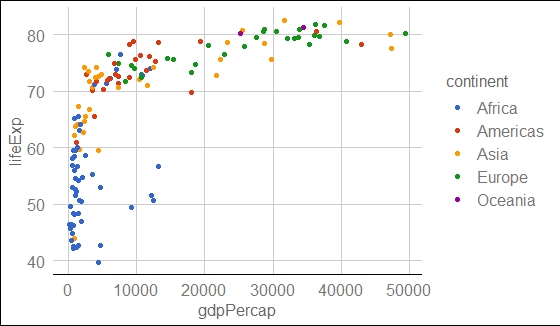 80
70
60
50
40
lifeExp
0 10000 20000 30000 40000 50000
gdpPercap
continent
Africa
Americas
Asia
Europe
Oceania